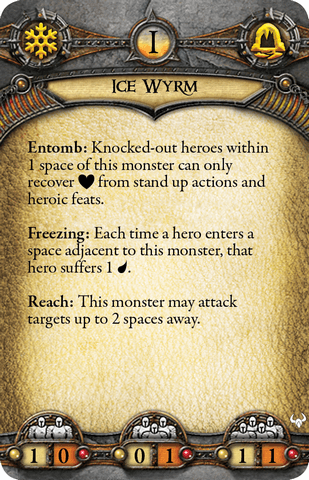 I
ICE WYRM
Entomb: Knocked-out heroes within
1 space of this monster can only
recover from stand up actions and
heroic feats.
Freezing: Each time a hero enters a
space adjacent to this monster, that
hero suffers 1 .
Reach: This monster may attack
targets up to 2 spaces away.
1 0 0 1 1 1